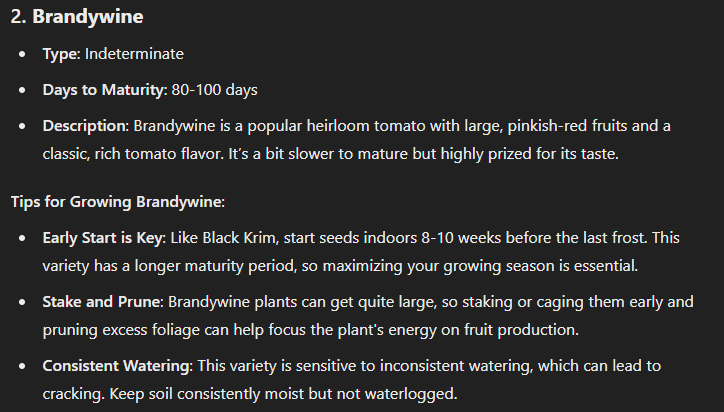 2. Brandywine
• Type: Indeterminate
• Days to Maturity: 80-100 days
• Description: Brandywine is a popular heirloom tomato with large, pinkish-red fruits and a
classic, rich tomato flavor. It’s a bit slower to mature but highly prized for its taste.
Tips for Growing Brandywine:
• Early Start is Key: Like Black Krim, start seeds indoors 8-10 weeks before the last frost. This
variety has a longer maturity period, so maximizing your growing season is essential.
• Stake and Prune: Brandywine plants can get quite large, so staking or caging them early and
pruning excess foliage can help focus the plant's energy on fruit production.
• Consistent Watering: This variety is sensitive to inconsistent watering, which can lead to
cracking. Keep soil consistently moist but not waterlogged.